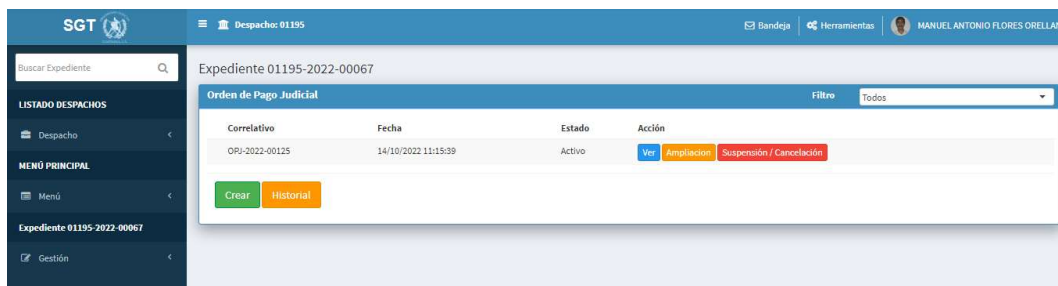 SGT
Despacho: 01195
Bandeja
Herramientas
MANUEL ANTONIO FLORES ORELLAN
Buscar Expediente
LISTADO DESPACHOS
Despacho
MENÚ PRINCIPAL
Menú
Expediente 01195-2022-00067
Gestión
Expediente 01195-2022-00067
Orden de Pago Judicial
Filtro
Todos
Correlativo Fecha Estado Acción
OPJ-2022-00125 14/10/2022 11:15:39 Activo Ver Ampliacion Suspensión / Cancelación
Crear Historial